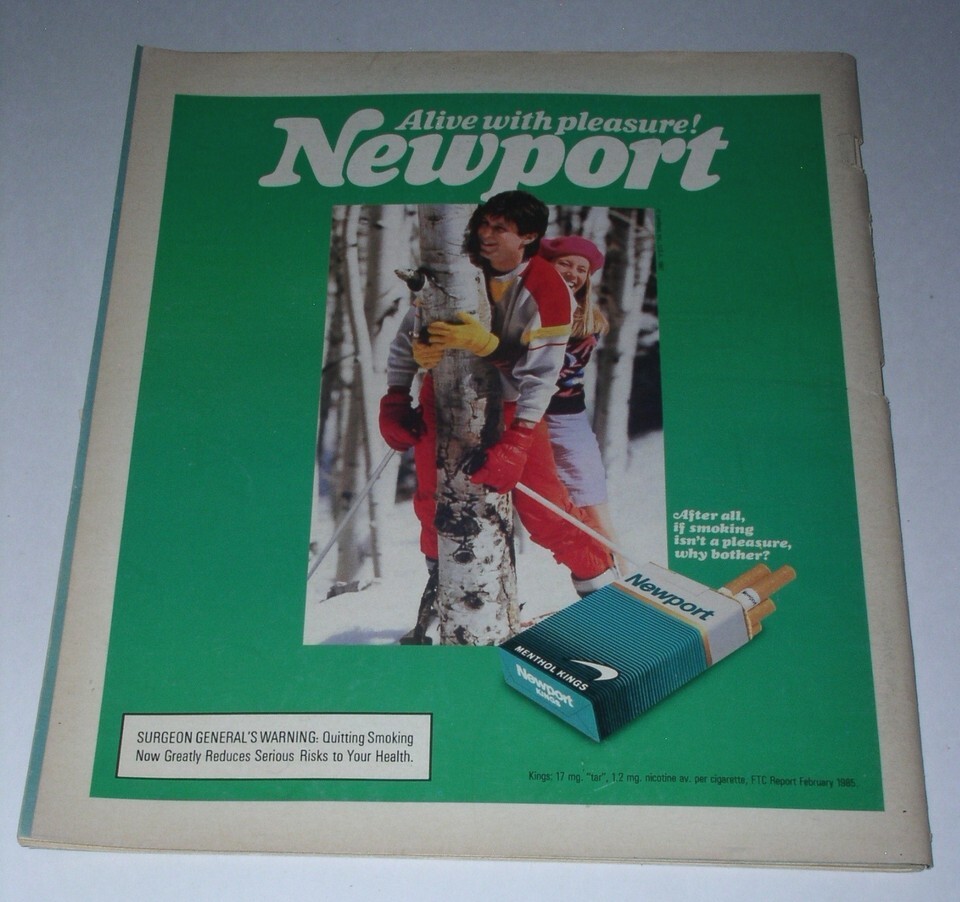 Alive with pleasure!
Newport
After all,
if smoking
isn't a pleasure,
why bother?
Newport
MENTHOL KINGS
Newport
KINGS
SURGEON GENERAL'S WARNING: Quitting Smoking
Now Greatly Reduces Serious Risks to Your Health.
Kings: 17 mg. "tar", 1.2 mg. nicotine av. per cigarette, FTC Report February 1985.